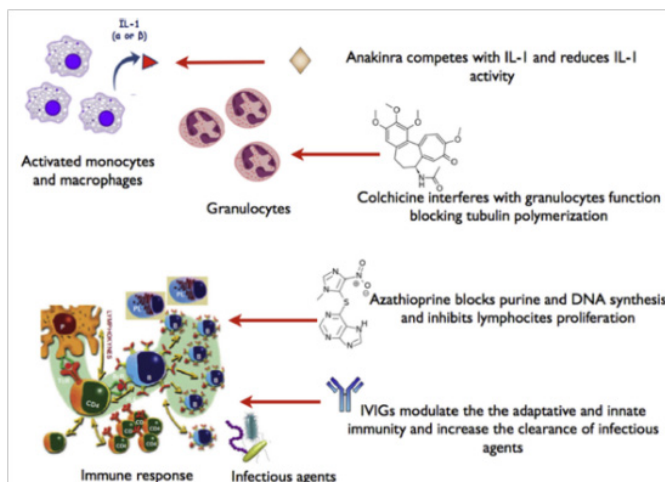 IL-1
(α or β)
Anakinra competes with IL-1 and reduces IL-1
activity
Activated monocytes
and macrophages
Granulocytes
Colchicine interferes with granulocytes function
blocking tubulin polymerization
Azathioprine blocks purine and DNA synthesis
and inhibits lymphocites proliferation
LYMPHOKYNES
P
B
CD4
IVIGs modulate the the adaptative and innate
immunity and increase the clearance of infectious
agents
Immune response
Infectious agents